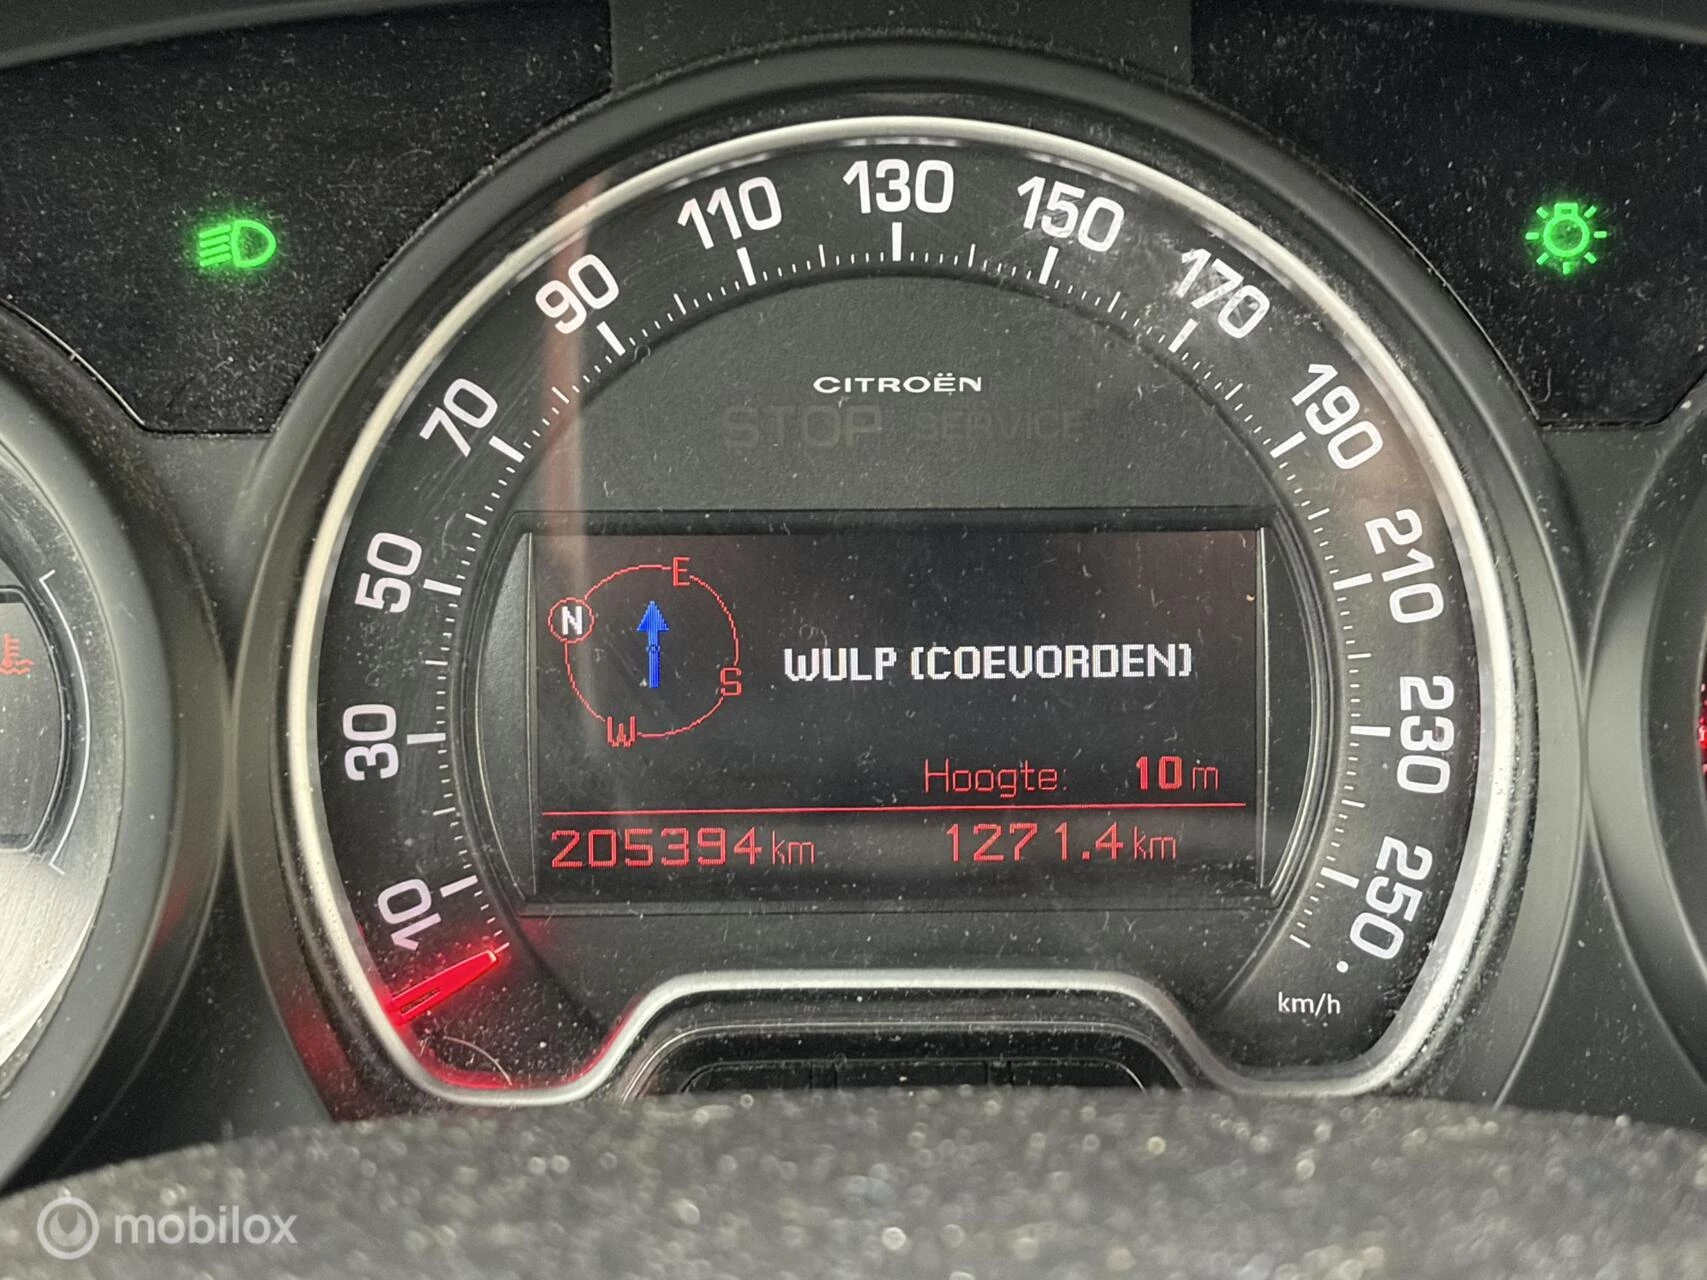 130
110
150
90
170
CITROËN
70
190
STOP SERVICE
50
210
E
N
WULP (COEVORDEN)
S
30
W
230
Hoogte: 10 m
205394 km 1271.4 km
10
250
km/h
mobilox